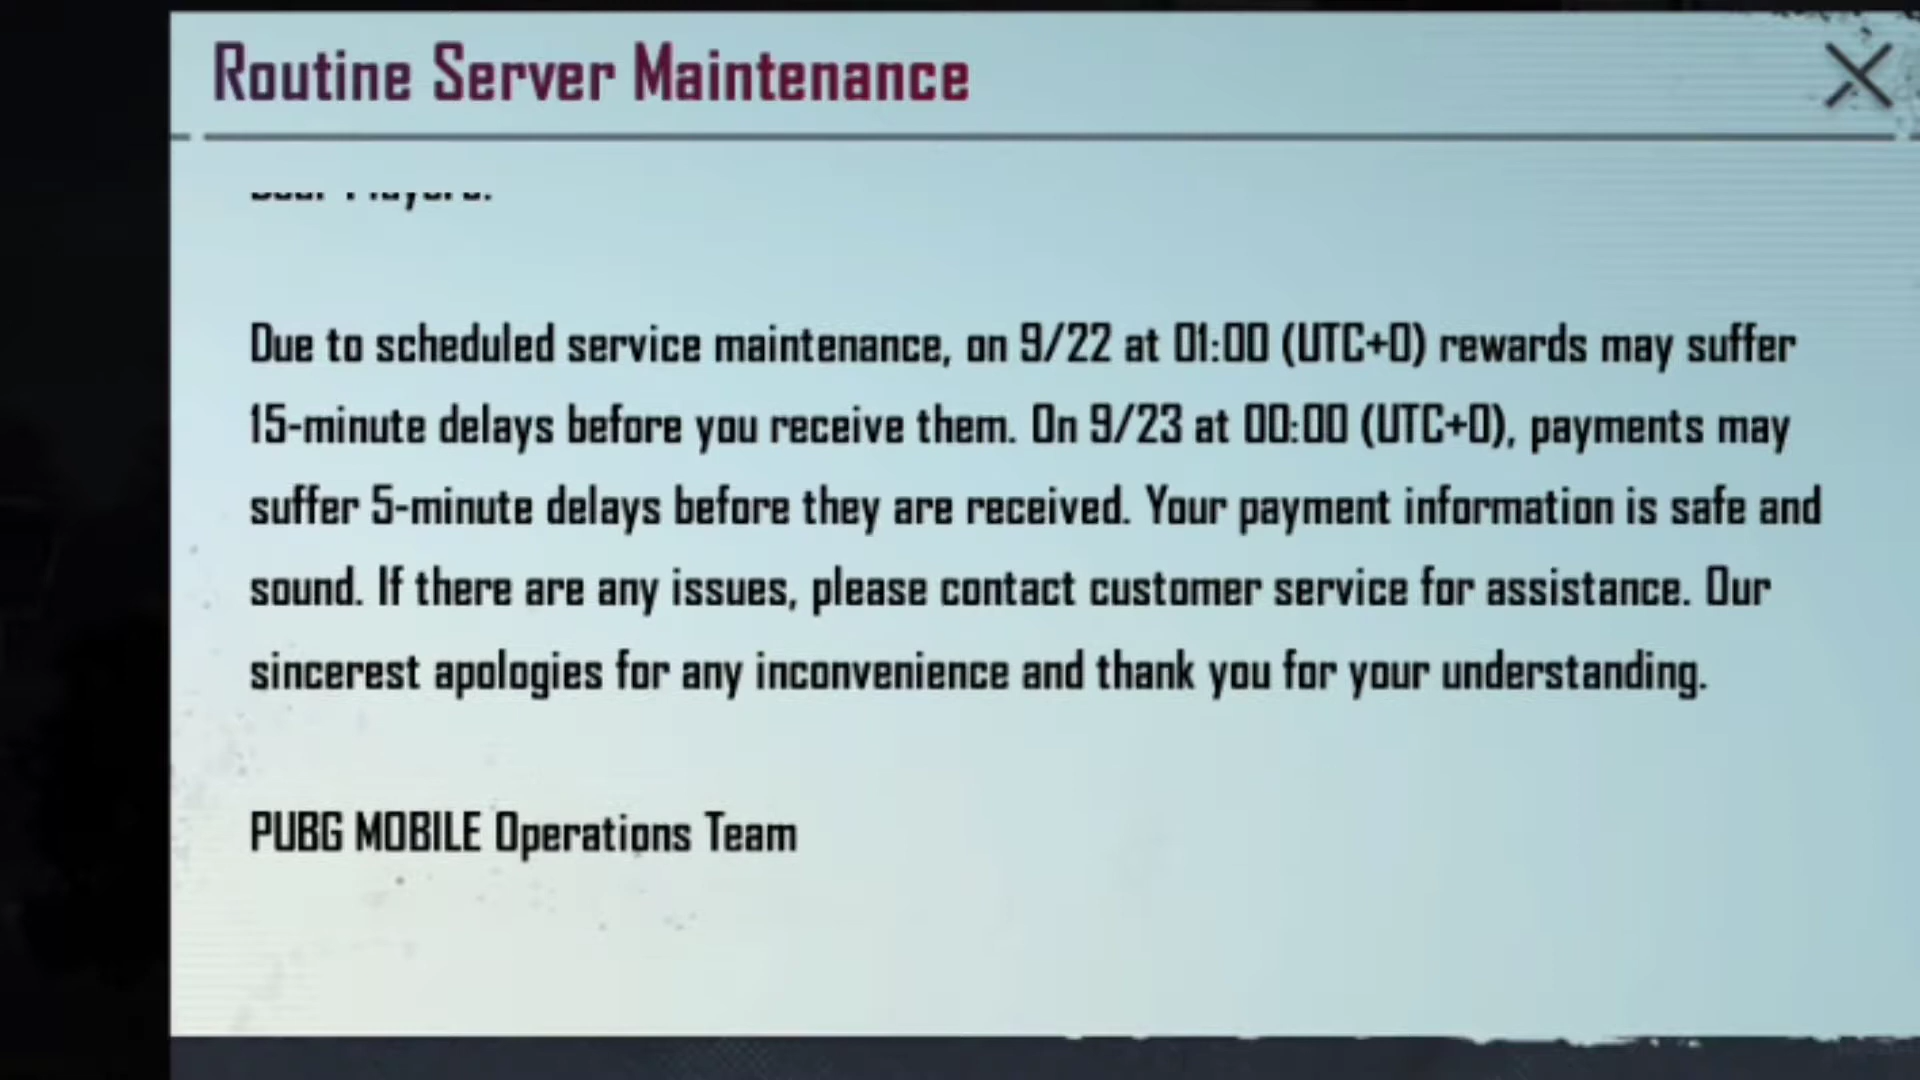 Routine Server Maintenance
Due to scheduled service maintenance, on 9/22 at 01:00 (UTC+0) rewards may suffer
15-minute delays before you receive them. On 9/23 at 00:00 (UTC+0), payments may
suffer 5-minute delays before they are received. Your payment information is safe and
sound. If there are any issues, please contact customer service for assistance. Our
sincerest apologies for any inconvenience and thank you for your understanding.
PUBG MOBILE Operations Team